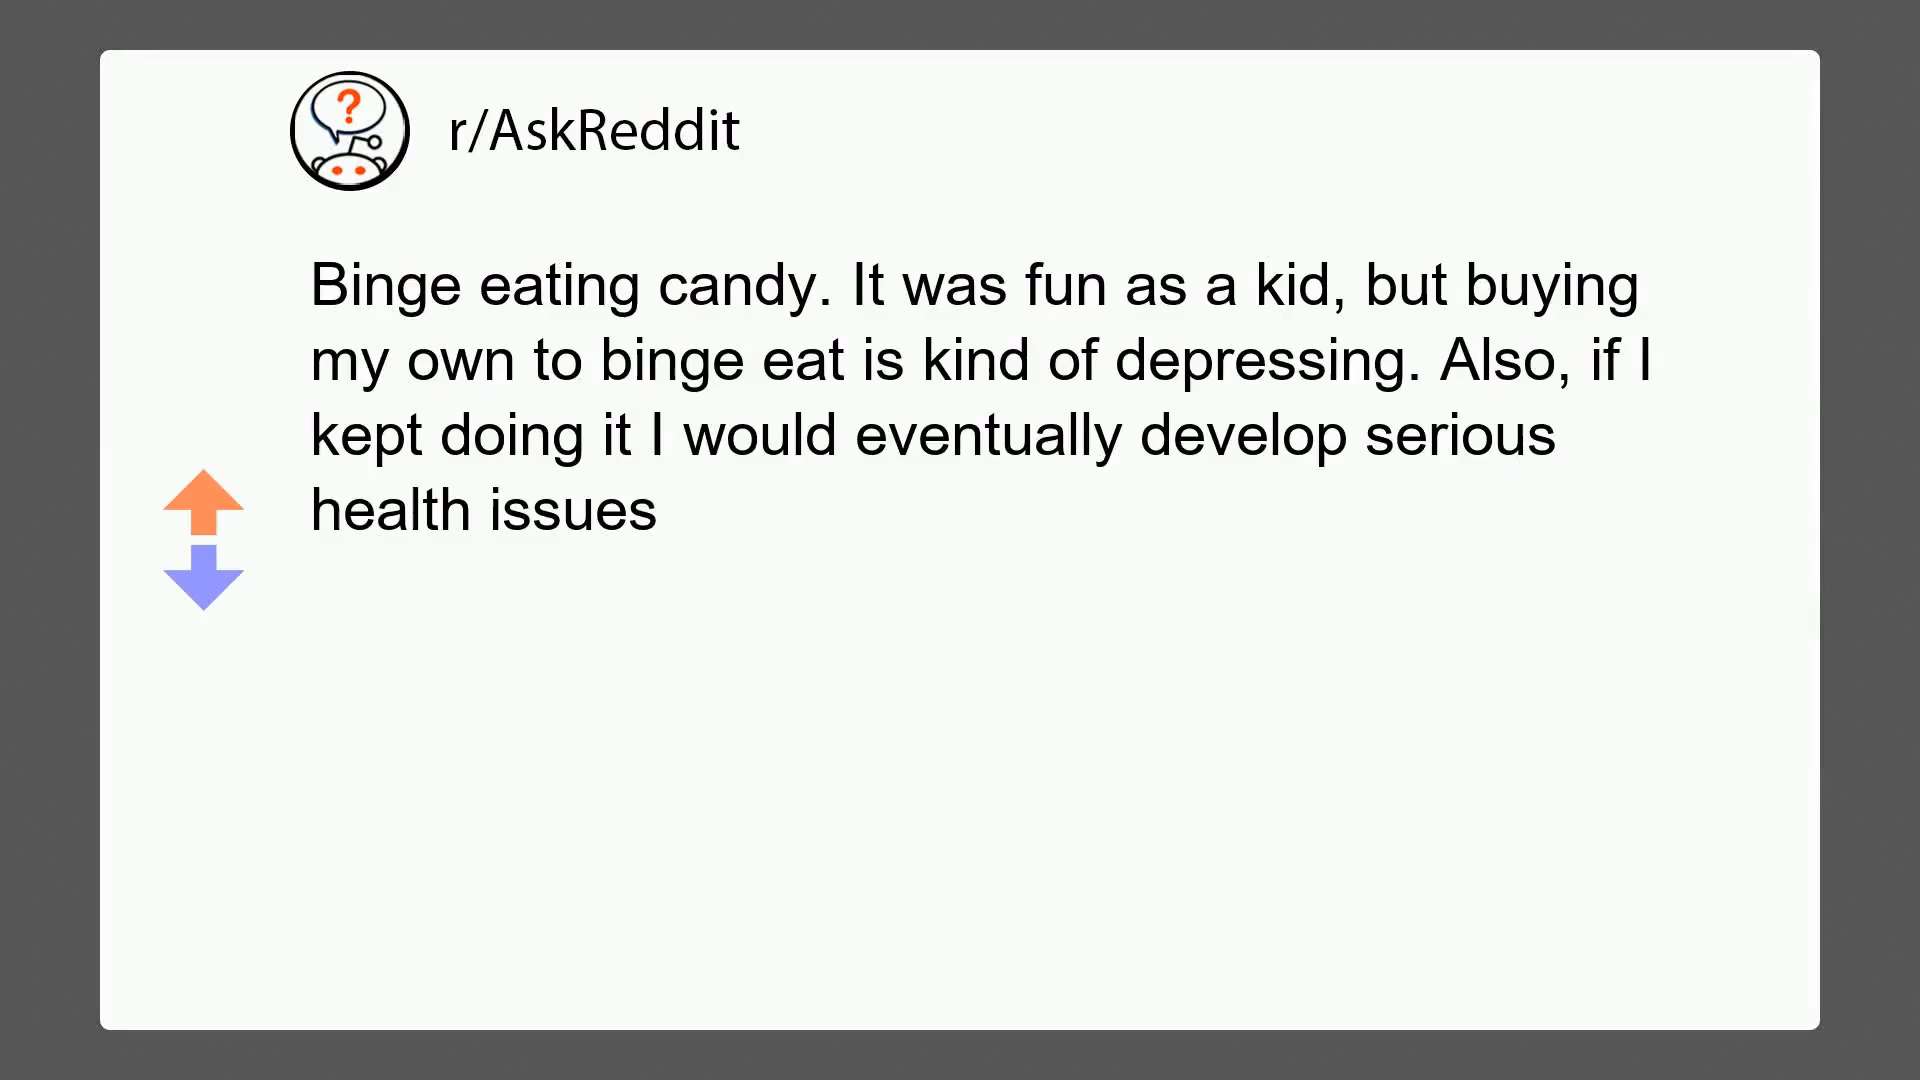 ?
r/AskReddit
Binge eating candy. It was fun as a kid, but buying
my own to binge eat is kind of depressing. Also, if I
kept doing it I would eventually develop serious
health issues